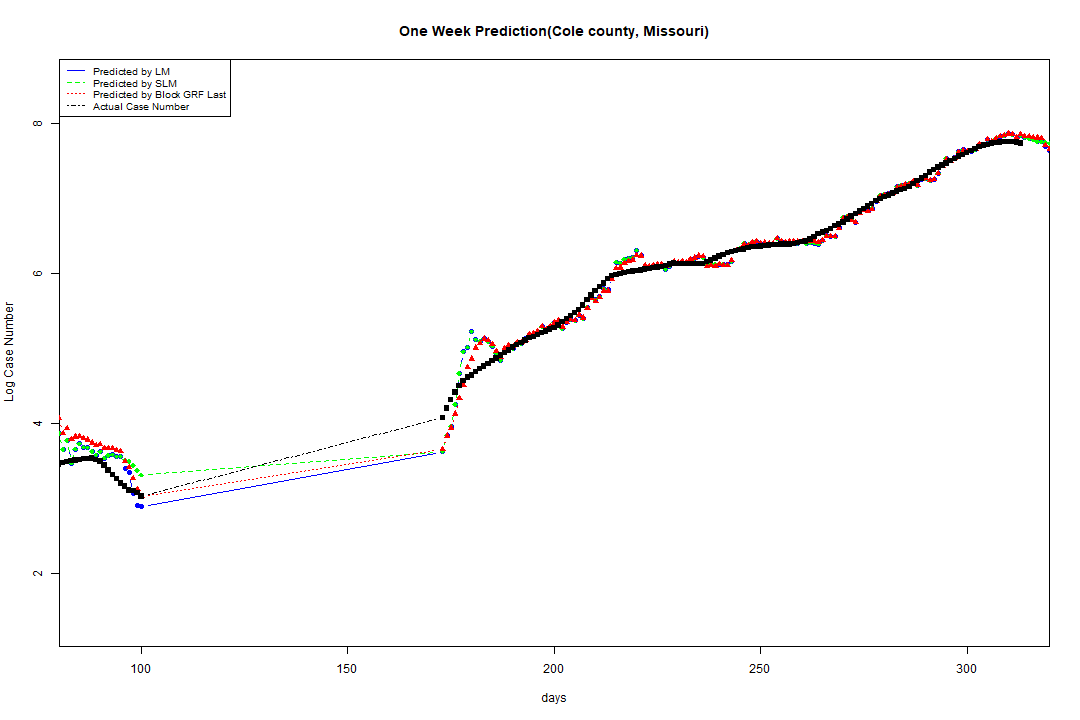 One Week Prediction(Cole county, Missouri)
Predicted by LM
Predicted by SLM
Predicted by Block GRF Last
Actual Case Number
8
6
4
2
Log Case Number
100 150 200 250 300
days